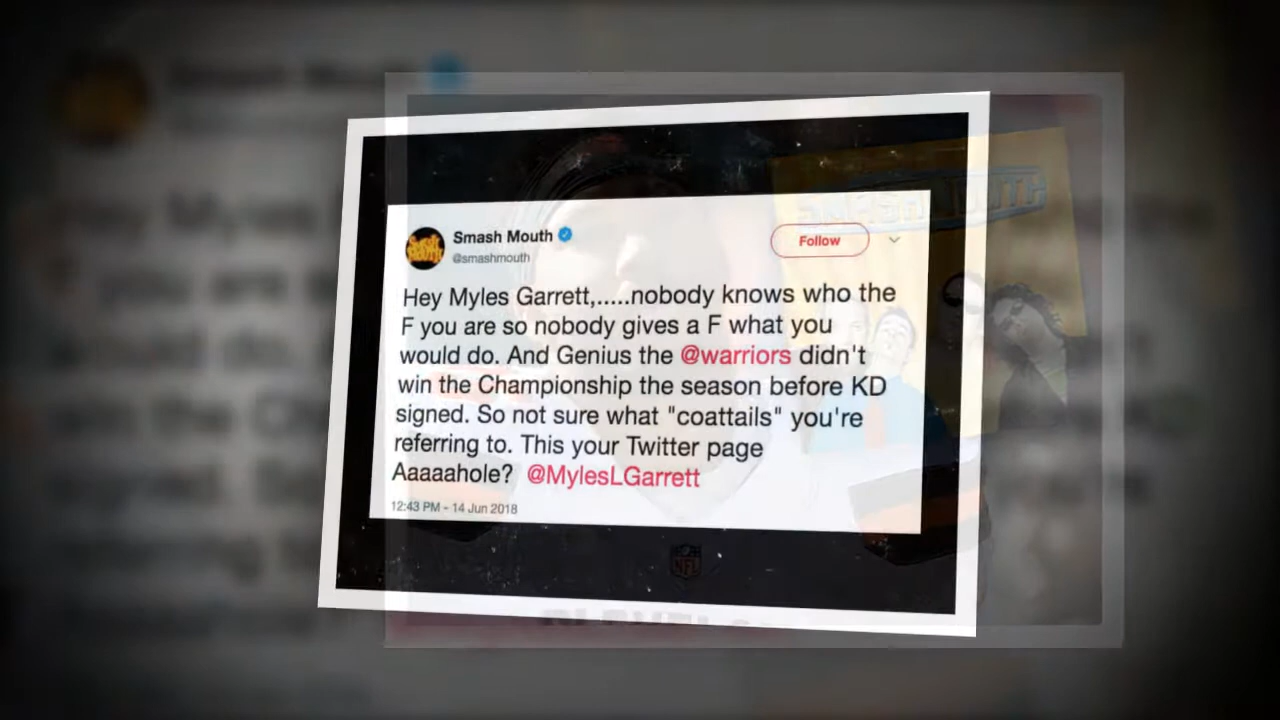 Smash Mouth
@smashmouth
Follow
Hey Myles Garrett,.....nobody knows who the
F you are so nobody gives a F what you
would do. And Genius the @warriors didn't
win the Championship the season before KD
signed. So not sure what "coattails" you're
referring to. This your Twitter page
Aaaaahole? @MylesLGarrett
12:43 PM - 14 Jun 2018
NFL